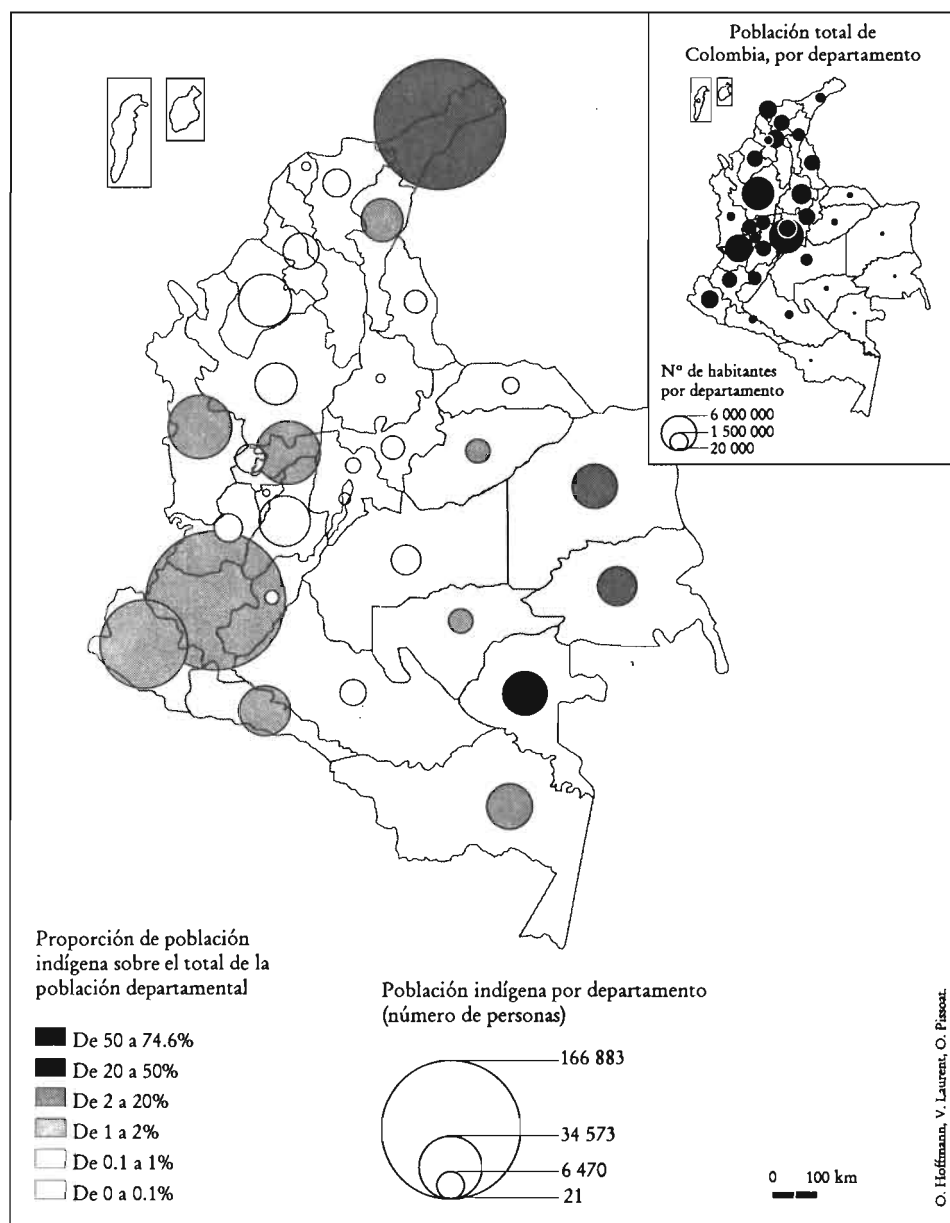 Población total de
Colombia, por departamento
Nº de habitantes
por departamento
6 000 000
1 500 000
20 000
Proporción de población
indígena sobre el total de la
población departamental
De 50 a 74.6%
De 20 a 50%
De 2 a 20%
De 1 a 2%
De 0.1 a 1%
De 0 a 0.1%
Población indígena por departamento
(número de personas)
166 883
34 573
6 470
21
0 100 km
O. Hoffmann, V. Laurent, O. Pissoat.